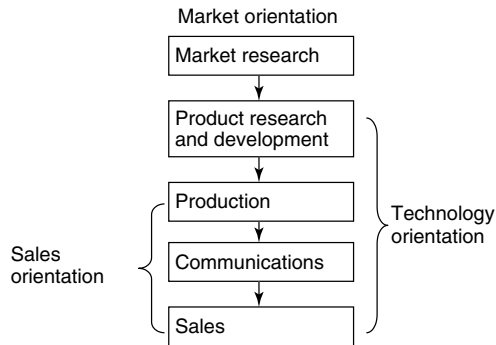 Market orientation
Market research
Product research
and development
Production
Technology
orientation
Sales
orientation
Communications
Sales